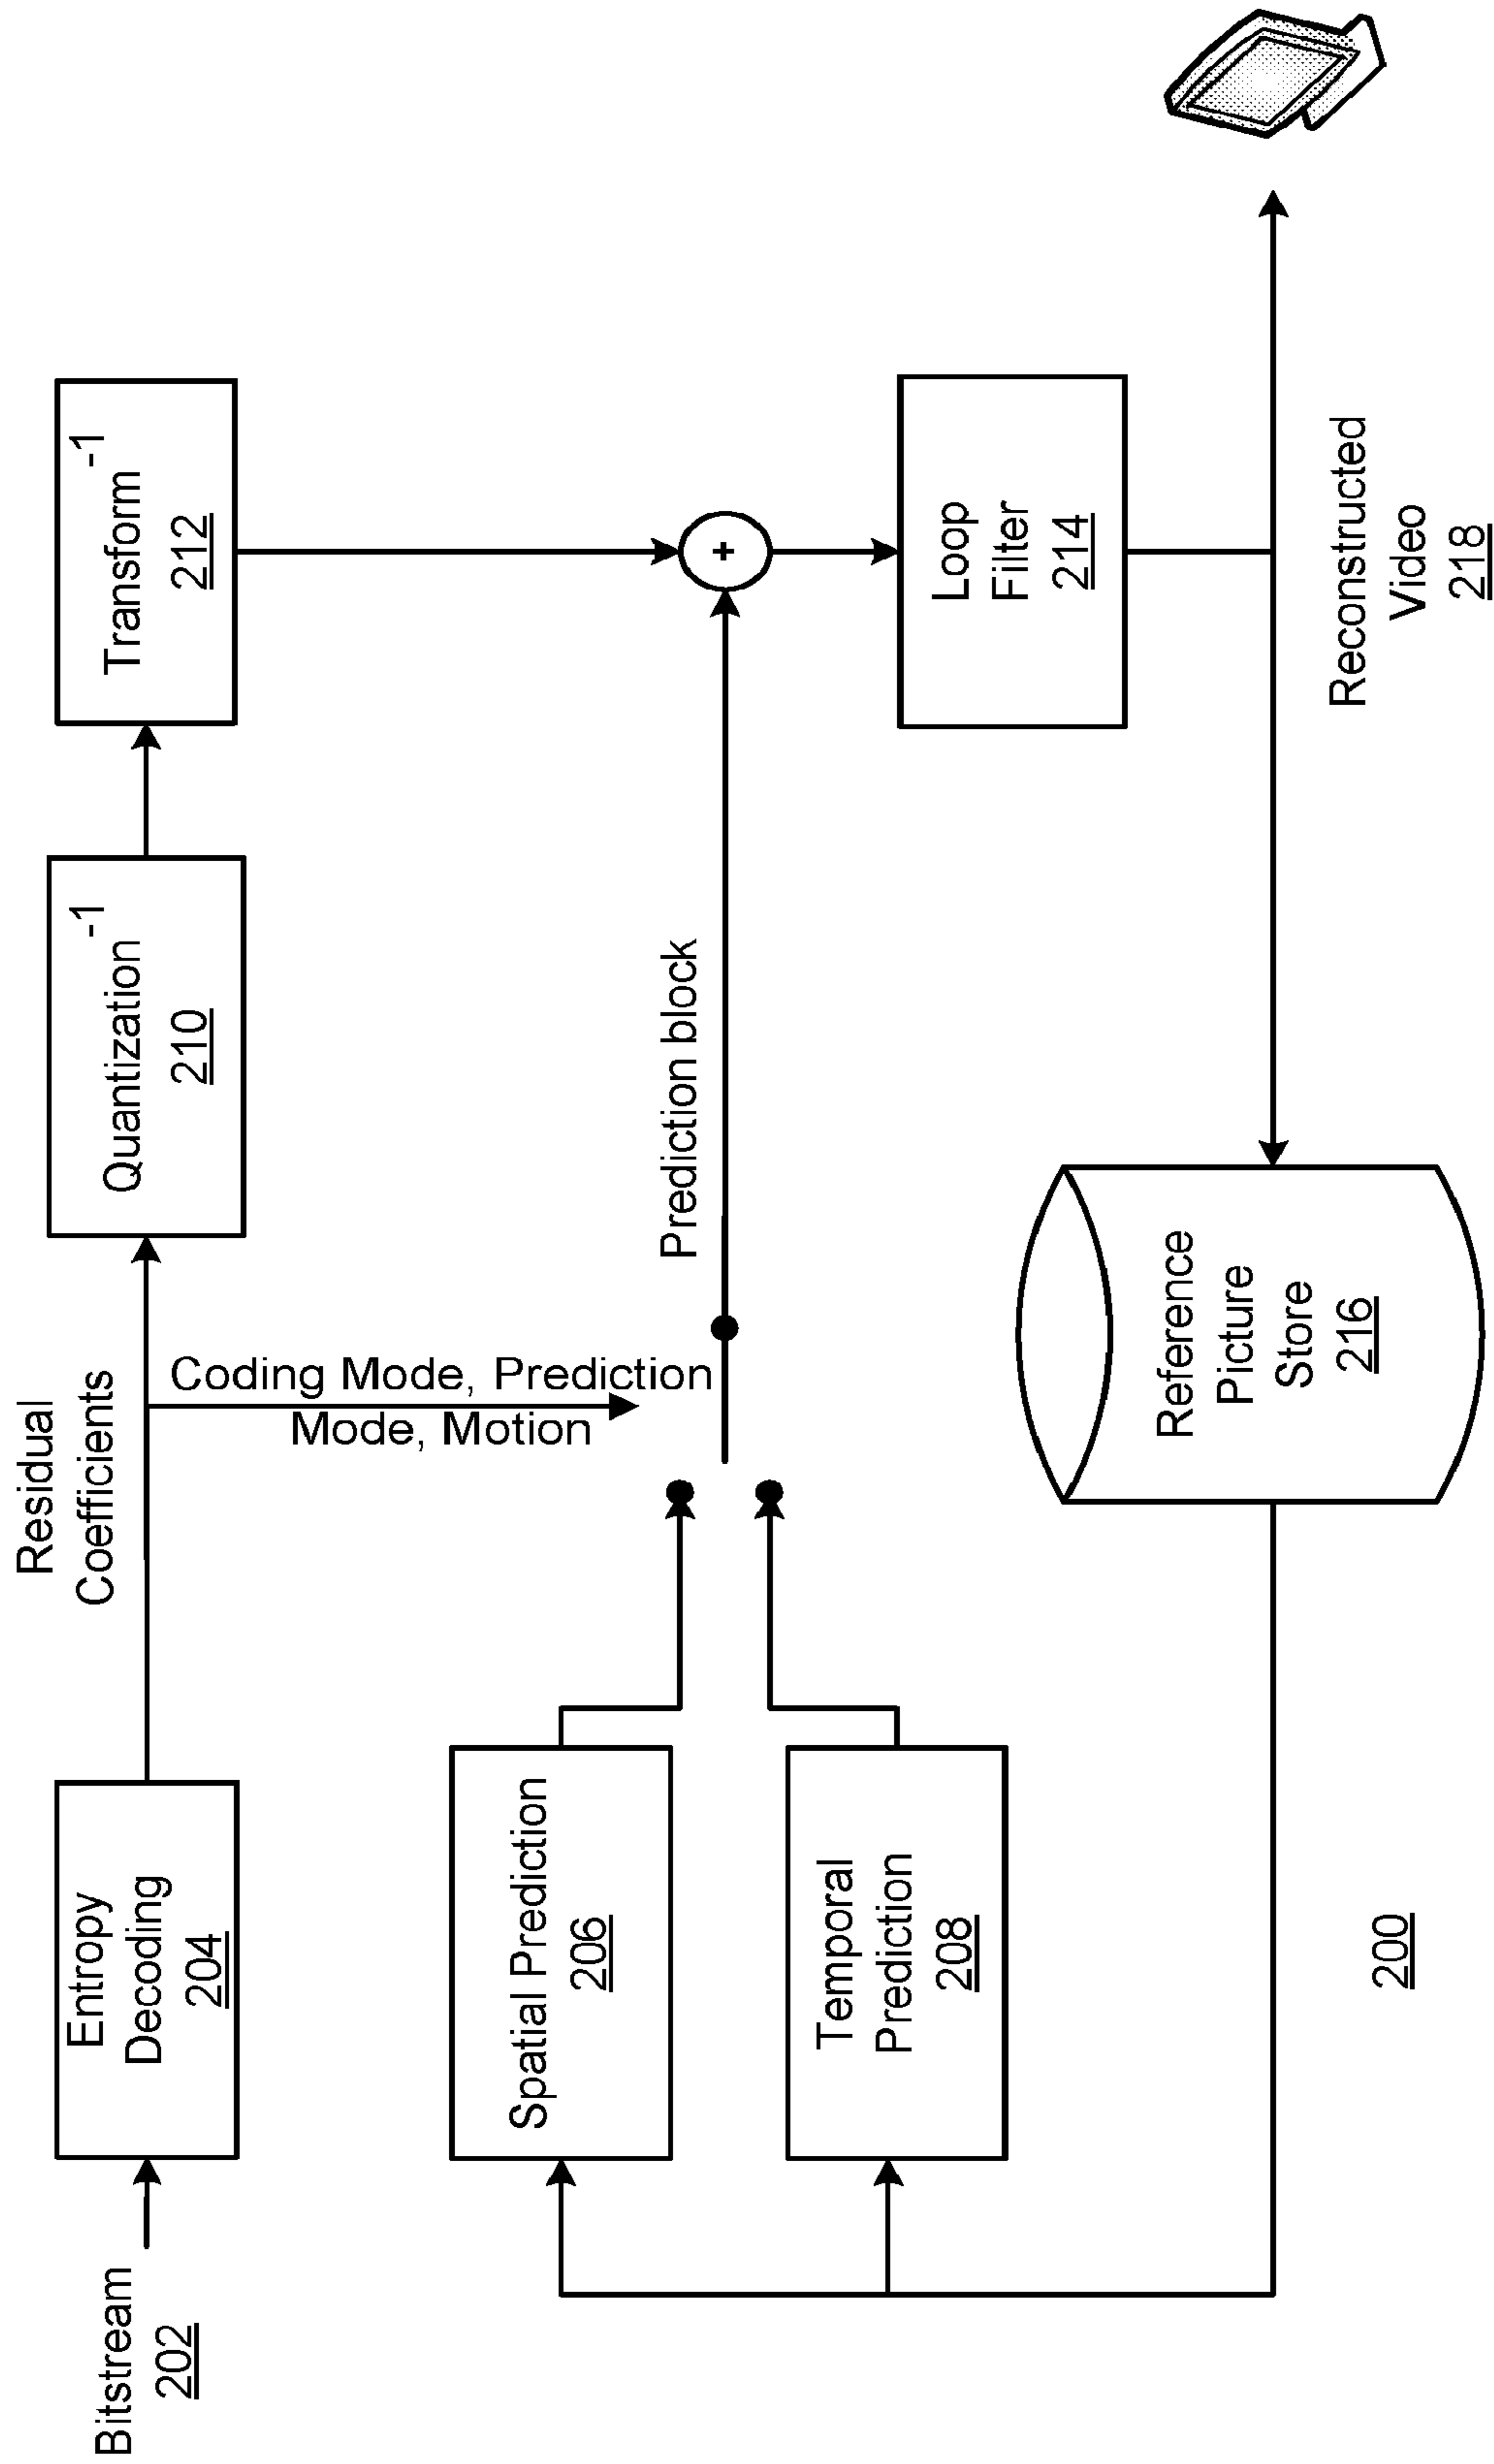 Bitstream
202
Entropy
Decoding
204
Residual
Coefficients
Quantization
-1
210
Transform
-1
212
Coding Mode, Prediction
Mode, Motion
Spatial Prediction
206
Temporal
Prediction
208
Prediction block
+
Loop
Filter
214
Reference
Picture
Store
216
Reconstructed
Video
218
200